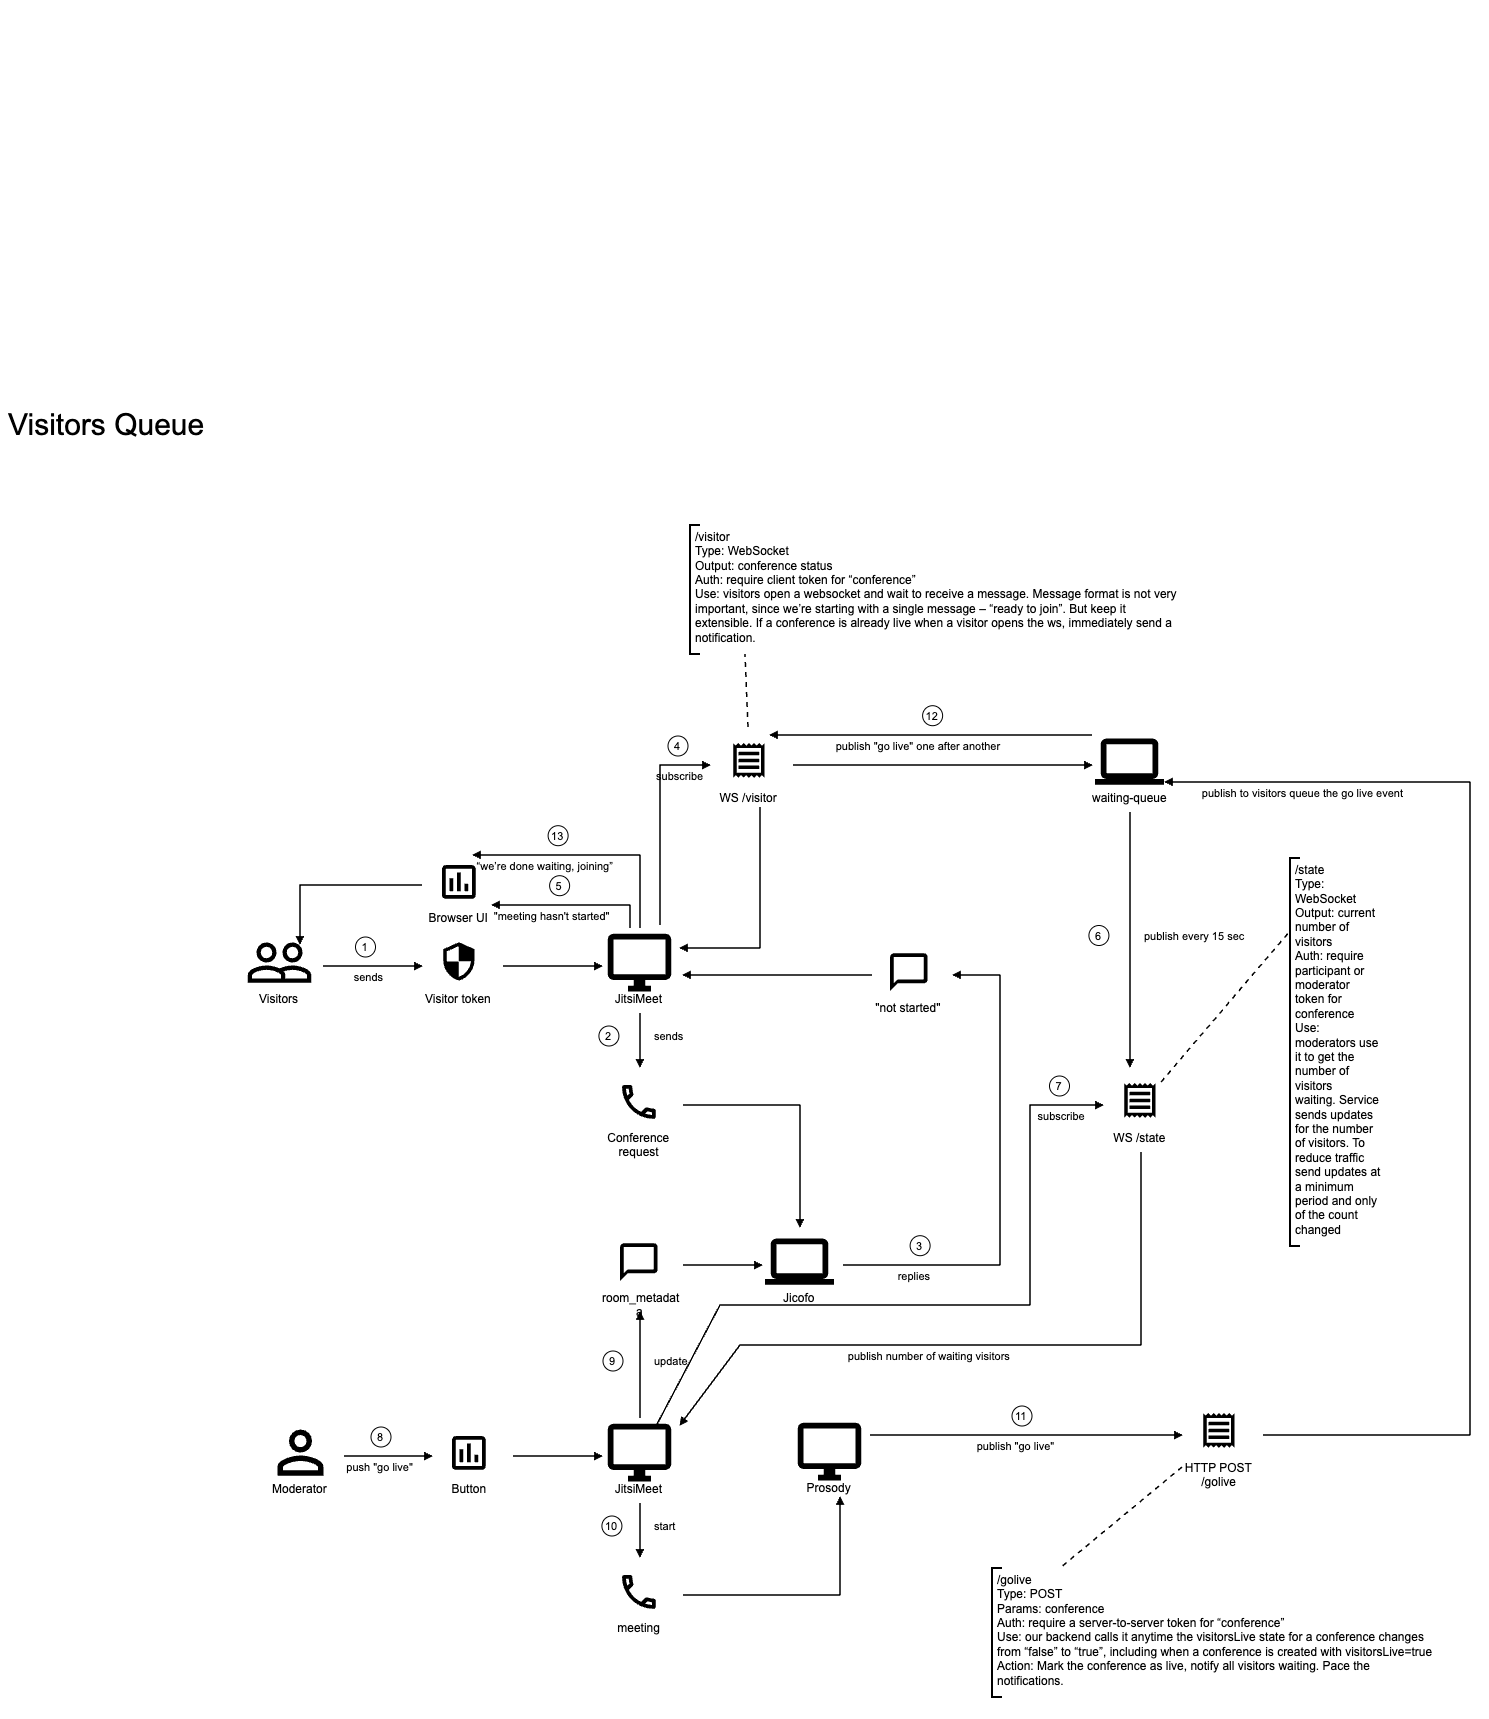 Visitors Queue
/visitor
Type: WebSocket
Output: conference status
Auth: require client token for “conference”
Use: visitors open a websocket and wait to receive a message. Message format is not very
important, since we’re starting with a single message – “ready to join”. But keep it
extensible. If a conference is already live when a visitor opens the ws, immediately send a
notification.
12
publish "go live" one after another
4
subscribe
WS /visitor
waiting-queue
publish to visitors queue the go live event
13
“we’re done waiting, joining”
5
Browser UI
"meeting hasn't started"
1
sends
Visitors
Visitor token
JitsiMeet
"not started"
6
publish every 15 sec
/state
Type:
WebSocket
Output: current
number of
visitors
Auth: require
participant or
moderator
token for
conference
Use:
moderators use
it to get the
number of
visitors
waiting. Service
sends updates
for the number
of visitors. To
reduce traffic
send updates at
a minimum
period and only
of the count
changed
2
sends
Conference
request
7
subscribe
WS /state
3
replies
room_metadat
a
Jicofo
9
update
publish number of waiting visitors
8
push "go live"
Moderator
Button
JitsiMeet
Prosody
11
publish "go live"
HTTP POST
/golive
10
start
meeting
/golive
Type: POST
Params: conference
Auth: require a server-to-server token for “conference”
Use: our backend calls it anytime the visitorsLive state for a conference changes
from “false” to “true”, including when a conference is created with visitorsLive=true
Action: Mark the conference as live, notify all visitors waiting. Pace the
notifications.